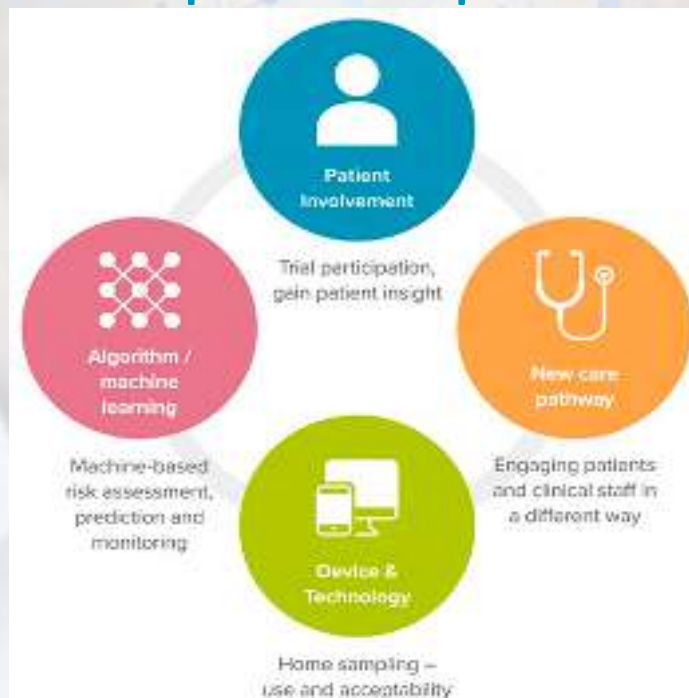 Patient
Involvement
Trial participation,
gain patient insight
Algorithm /
machine
learning
Machine-based
risk assessment,
prediction and
monitoring
New care
pathway
Engaging patients
and clinical staff in
a different way
Device &
Technology
Home sampling –
use and acceptability